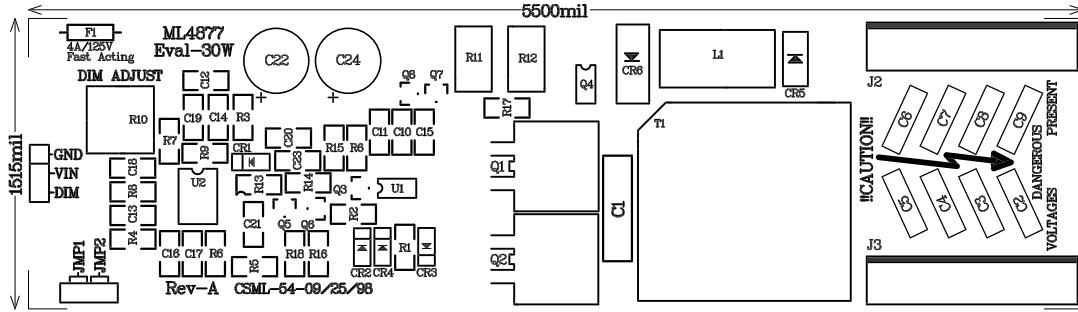 5500mil
1515mil
F1
4A/125V
Fast Acting
ML4877
Eval-30W
DIM ADJUST
C22
C24
R11
R12
CR6
L1
CR5
J2
Q8
Q7
Q4
C12
R10
C19
C14
R3
R17
T1
C6
C7
C8
C9
R7
C20
C11
C10
C15
R15
R6
GND
VIN
DIM
C18
R9
CR1
C23
Q1
C1
!!CAUTION!!
DANGEROUS
VOLTAGES
PRESENT
R8
U2
R13
R14
Q3
U1
C13
R4
C21
Q5
Q6
R2
C5
C4
C3
C2
J3
JMP1
JMP2
C16
C17
R6
R5
R18
R16
CR2
CR4
R1
CR3
Q2
Rev-A
CSML-54-09/25/98